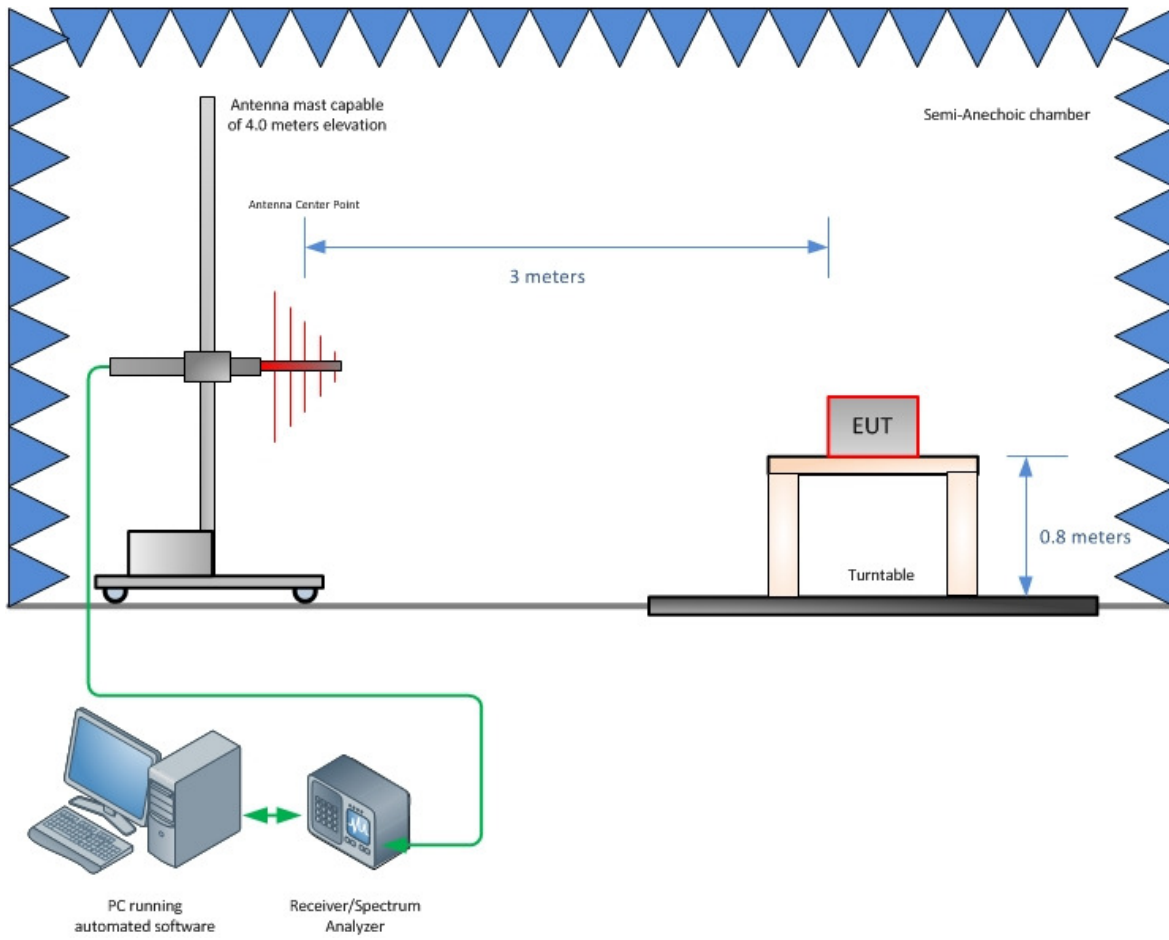 Antenna mast capable
of 4.0 meters elevation
Semi-Anechoic chamber
Antenna Center Point
3 meters
EUT
0.8 meters
Turntable
PC running
automated software
Receiver/Spectrum
Analyzer